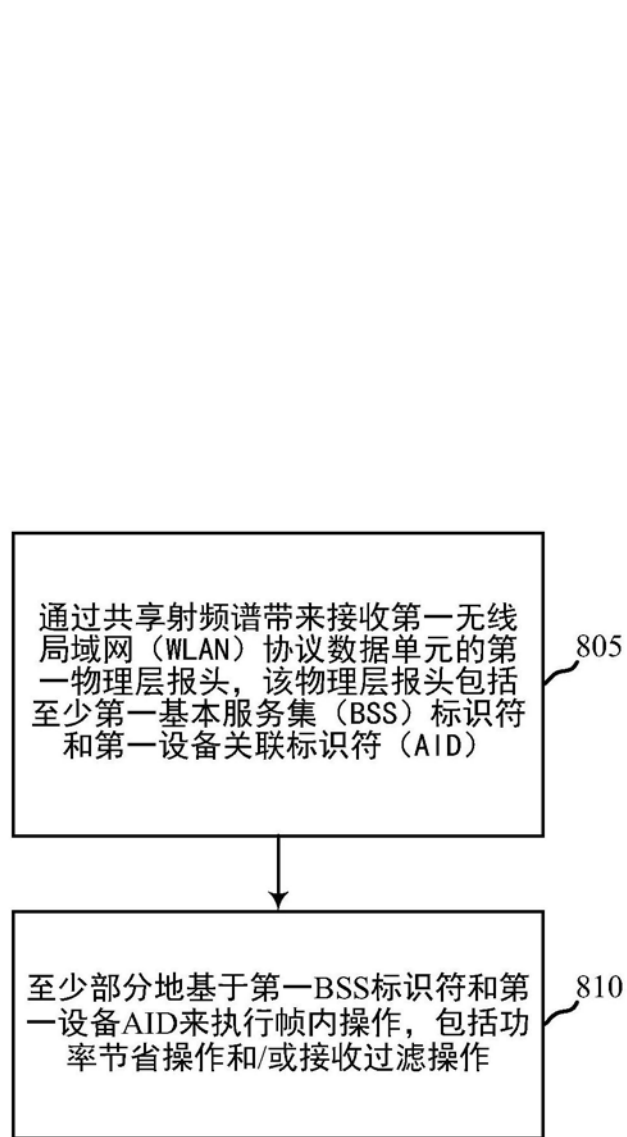 通过共享射频谱带来接收第一无线
局域网（WLAN）协议数据单元的第
一物理层报头，该物理层报头包括
至少第一基本服务集（BSS）标识符
和第一设备关联标识符（AID）
805
至少部分地基于第一BSS标识符和第
一设备AID来执行帧内操作，包括功
率节省操作和/或接收过滤操作
810